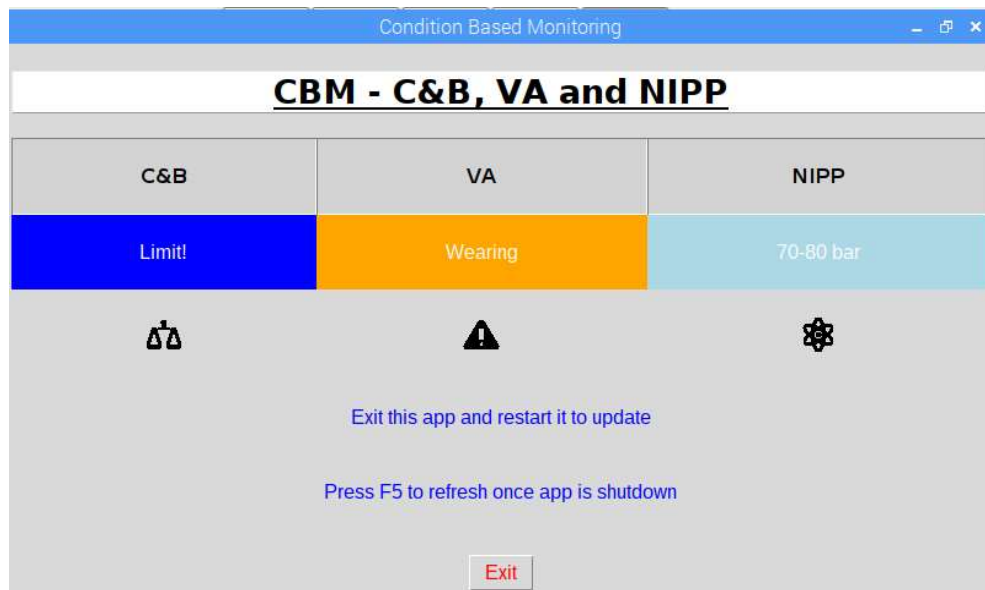 Condition Based Monitoring
CBM - C&B, VA and NIPP
C&B VA NIPP
Limit! Wearing 70-80 bar
Exit this app and restart it to update
Press F5 to refresh once app is shutdown
Exit